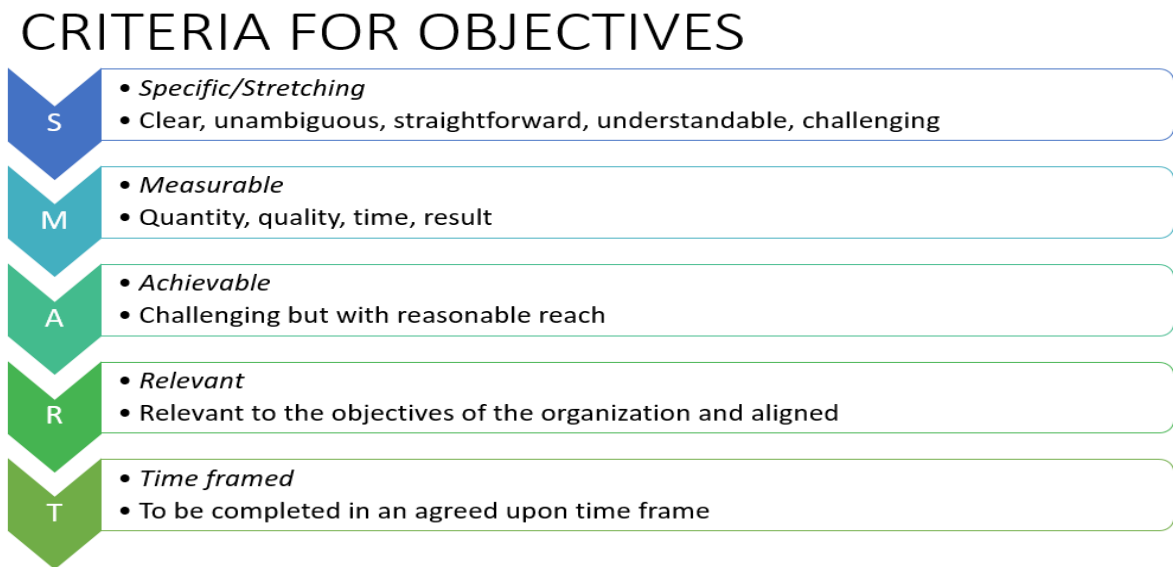 CRITERIA FOR OBJECTIVES
S
• Specific/Stretching
• Clear, unambiguous, straightforward, understandable, challenging
M
• Measurable
• Quantity, quality, time, result
A
• Achievable
• Challenging but with reasonable reach
R
• Relevant
• Relevant to the objectives of the organization and aligned
T
• Time framed
• To be completed in an agreed upon time frame